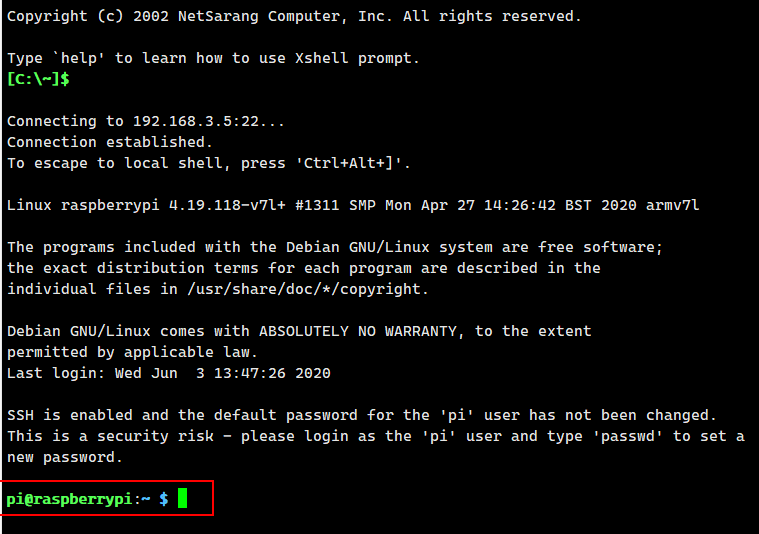 Copyright (c) 2002 NetSarang Computer, Inc. All rights reserved.
Type `help' to learn how to use Xshell prompt.
[C:\~]$
Connecting to 192.168.3.5:22...
Connection established.
To escape to local shell, press 'Ctrl+Alt+]'.
Linux raspberrypi 4.19.118-v7l+ #1311 SMP Mon Apr 27 14:26:42 BST 2020 armv7l
The programs included with the Debian GNU/Linux system are free software;
the exact distribution terms for each program are described in the
individual files in /usr/share/doc/*/copyright.
Debian GNU/Linux comes with ABSOLUTELY NO WARRANTY, to the extent
permitted by applicable law.
Last login: Wed Jun  3 13:47:26 2020
SSH is enabled and the default password for the 'pi' user has not been changed.
This is a security risk - please login as the 'pi' user and type 'passwd' to set a
new password.
pi@raspberrypi:~ $